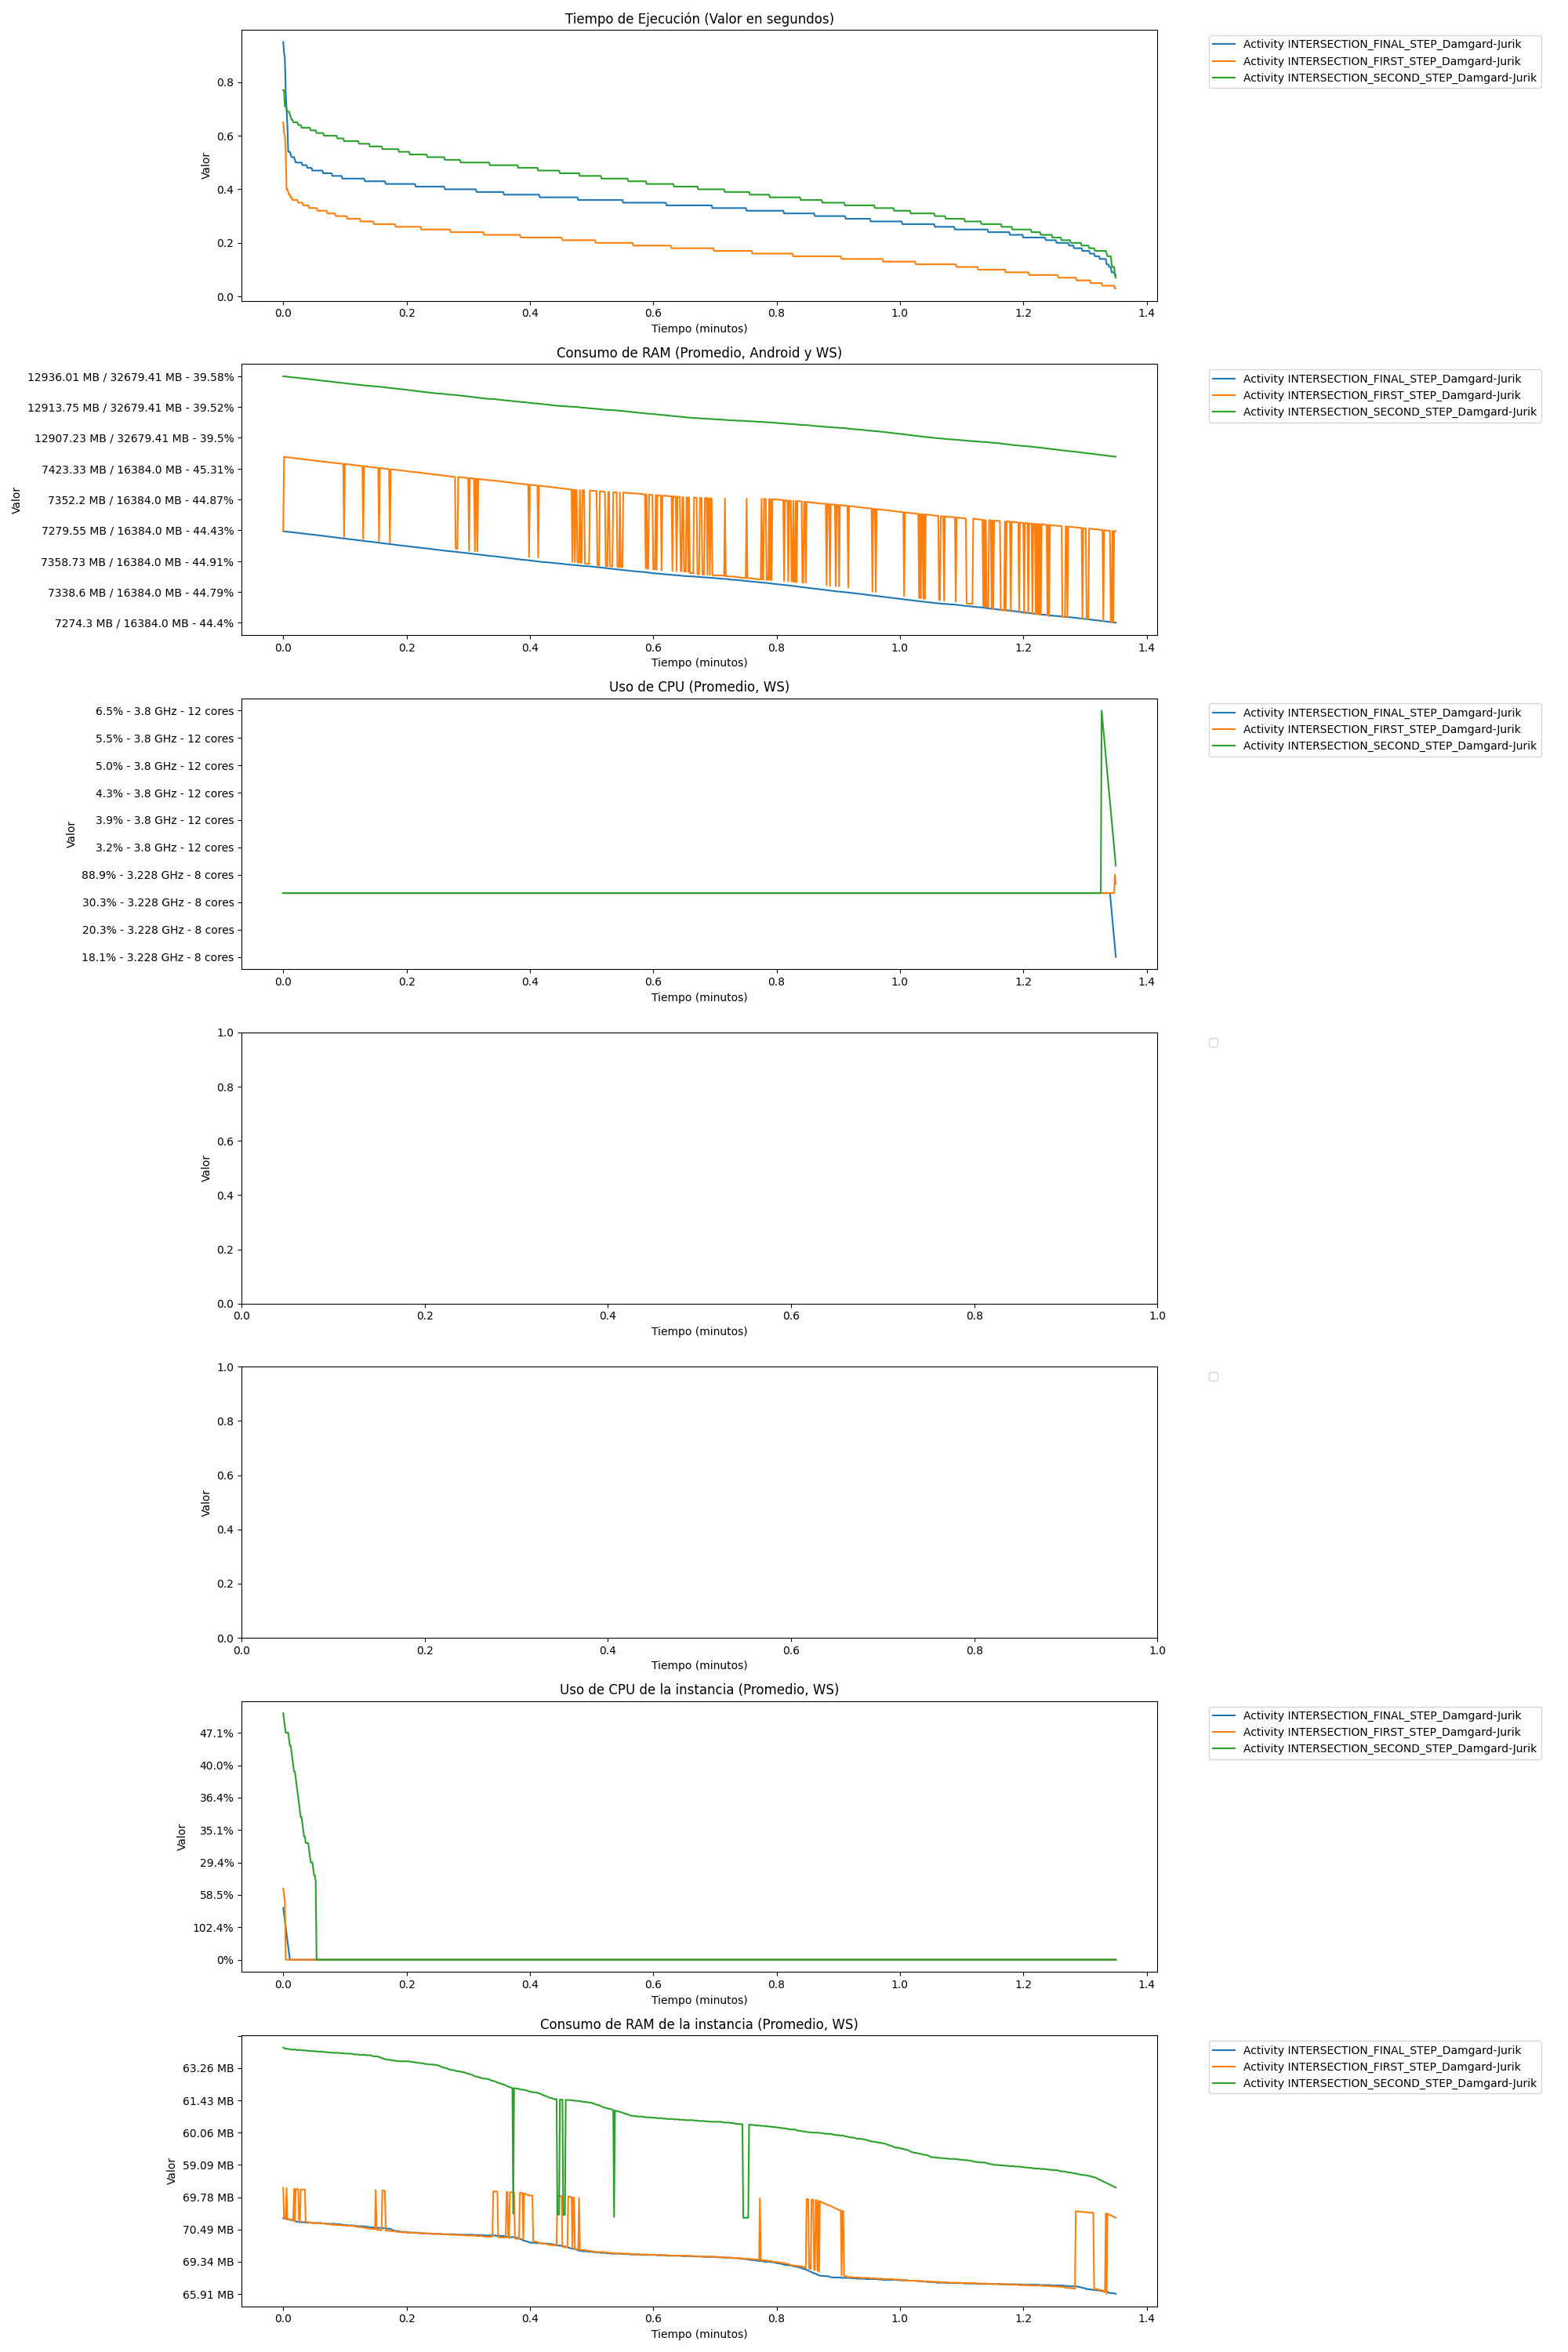 Tiempo de Ejecución (Valor en segundos)
Valor
0.8
0.6
0.4
0.2
0.0
0.0 0.2 0.4 0.6 0.8 1.0 1.2 1.4
Tiempo (minutos)
Activity INTERSECTION_FINAL_STEP_Damgard-Jurik
Activity INTERSECTION_FIRST_STEP_Damgard-Jurik
Activity INTERSECTION_SECOND_STEP_Damgard-Jurik
Consumo de RAM (Promedio, Android y WS)
Valor
12936.01 MB / 32679.41 MB - 39.58%
12913.75 MB / 32679.41 MB - 39.52%
12907.23 MB / 32679.41 MB - 39.5%
7423.33 MB / 16384.0 MB - 45.31%
7352.2 MB / 16384.0 MB - 44.87%
7279.55 MB / 16384.0 MB - 44.43%
7358.73 MB / 16384.0 MB - 44.91%
7338.6 MB / 16384.0 MB - 44.79%
7274.3 MB / 16384.0 MB - 44.4%
0.0 0.2 0.4 0.6 0.8 1.0 1.2 1.4
Tiempo (minutos)
Activity INTERSECTION_FINAL_STEP_Damgard-Jurik
Activity INTERSECTION_FIRST_STEP_Damgard-Jurik
Activity INTERSECTION_SECOND_STEP_Damgard-Jurik
Uso de CPU (Promedio, WS)
Valor
6.5% - 3.8 GHz - 12 cores
5.5% - 3.8 GHz - 12 cores
5.0% - 3.8 GHz - 12 cores
4.3% - 3.8 GHz - 12 cores
3.9% - 3.8 GHz - 12 cores
3.2% - 3.8 GHz - 12 cores
88.9% - 3.228 GHz - 8 cores
30.3% - 3.228 GHz - 8 cores
20.3% - 3.228 GHz - 8 cores
18.1% - 3.228 GHz - 8 cores
0.0 0.2 0.4 0.6 0.8 1.0 1.2 1.4
Tiempo (minutos)
Activity INTERSECTION_FINAL_STEP_Damgard-Jurik
Activity INTERSECTION_FIRST_STEP_Damgard-Jurik
Activity INTERSECTION_SECOND_STEP_Damgard-Jurik
Valor
1.0
0.8
0.6
0.4
0.2
0.0
0.0 0.2 0.4 0.6 0.8 1.0
Tiempo (minutos)
Valor
1.0
0.8
0.6
0.4
0.2
0.0
0.0 0.2 0.4 0.6 0.8 1.0
Tiempo (minutos)
Uso de CPU de la instancia (Promedio, WS)
Valor
47.1%
40.0%
36.4%
35.1%
29.4%
58.5%
102.4%
0%
0.0 0.2 0.4 0.6 0.8 1.0 1.2 1.4
Tiempo (minutos)
Activity INTERSECTION_FINAL_STEP_Damgard-Jurik
Activity INTERSECTION_FIRST_STEP_Damgard-Jurik
Activity INTERSECTION_SECOND_STEP_Damgard-Jurik
Consumo de RAM de la instancia (Promedio, WS)
Valor
63.26 MB
61.43 MB
60.06 MB
59.09 MB
69.78 MB
70.49 MB
69.34 MB
65.91 MB
0.0 0.2 0.4 0.6 0.8 1.0 1.2 1.4
Tiempo (minutos)
Activity INTERSECTION_FINAL_STEP_Damgard-Jurik
Activity INTERSECTION_FIRST_STEP_Damgard-Jurik
Activity INTERSECTION_SECOND_STEP_Damgard-Jurik